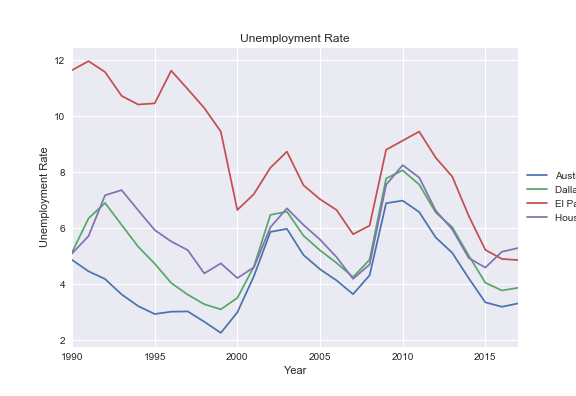 Unemployment Rate
12
10
8
6
4
2
Unemployment Rate
1990
1995
2000
2005
2010
2015
Year
Aust
Dalla
El Pa
Hous